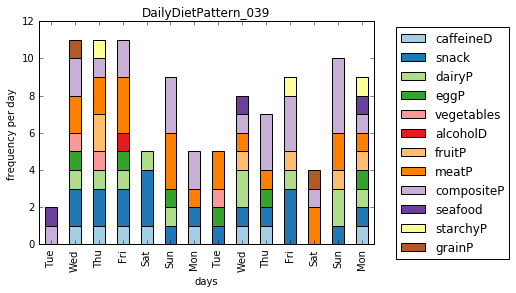 DailyDietPattern_039
12
10
8
6
4
2
0
frequency per day
Tue Wed Thu Fri Sat Sun Mon Tue Wed Thu Fri Sat Sun Mon
days
caffeineD
snack
dairyP
eggP
vegetables
alcoholD
fruitP
meatP
compositeP
seafood
starchyP
grainP